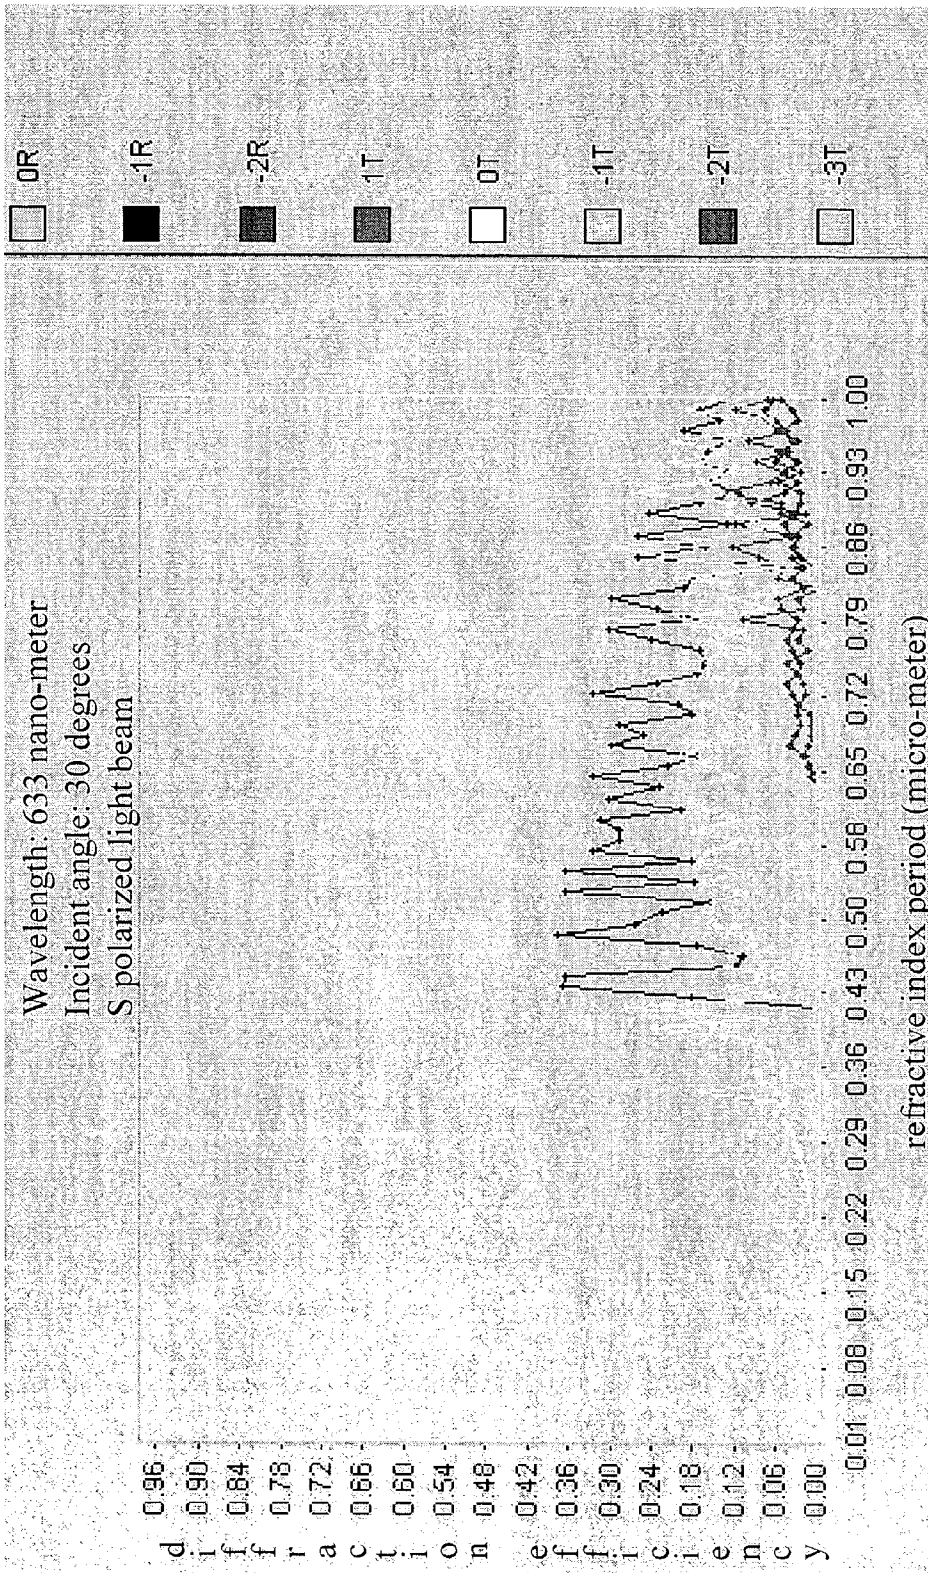 Wavelength: 633 nano-meter
Incident angle: 30 degrees
S polarized light beam
diffraction efficiency
0.96
0.90
0.84
0.78
0.72
0.66
0.60
0.54
0.48
0.42
0.36
0.30
0.24
0.18
0.12
0.06
0.00
0.01 0.08 0.15 0.22 0.29 0.36 0.43 0.50 0.58 0.65 0.72 0.79 0.86 0.93 1.00
refractive index period (micro-meter)
0R
-1R
-2R
1T
0T
-1T
-2T
-3T